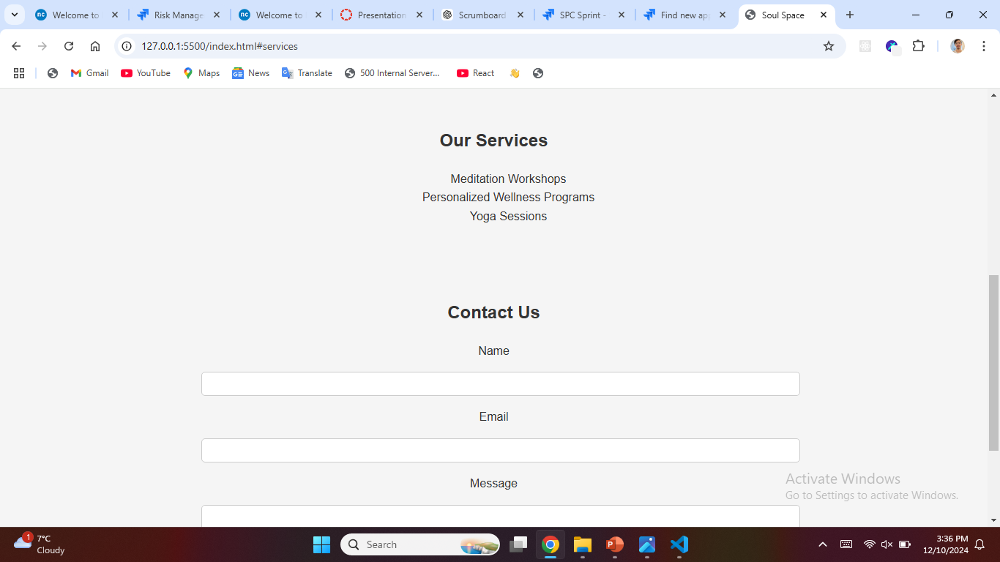 nc Welcome to
Risk Manage
nc Welcome to
Presentation
Scrumboard
SPC Sprint -
Find new app
Soul Space
127.0.0.1:5500/index.html#services
Gmail
YouTube
Maps
News
Translate
500 Internal Server...
React
Our Services
Meditation Workshops
Personalized Wellness Programs
Yoga Sessions
Contact Us
Name
Email
Message
Activate Windows
Go to Settings to activate Windows.
1
7°C
Cloudy
Search
3:36 PM
12/10/2024